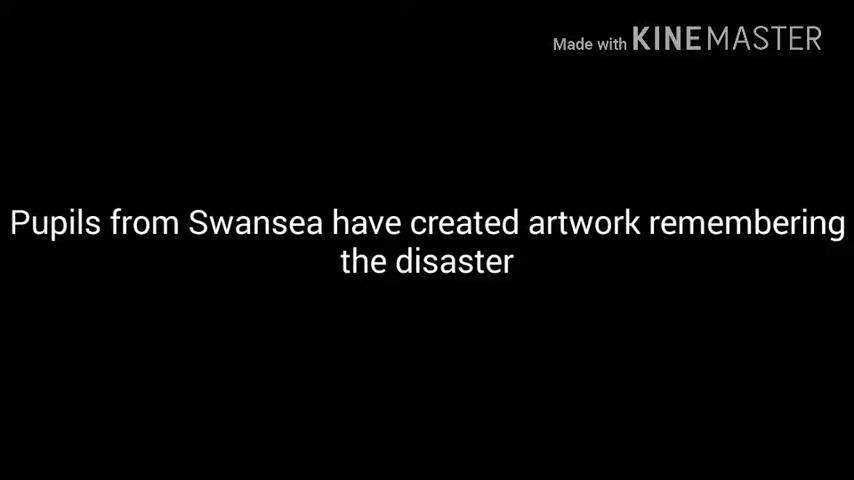 Made with KINEMASTER
Pupils from Swansea have created artwork remembering
the disaster